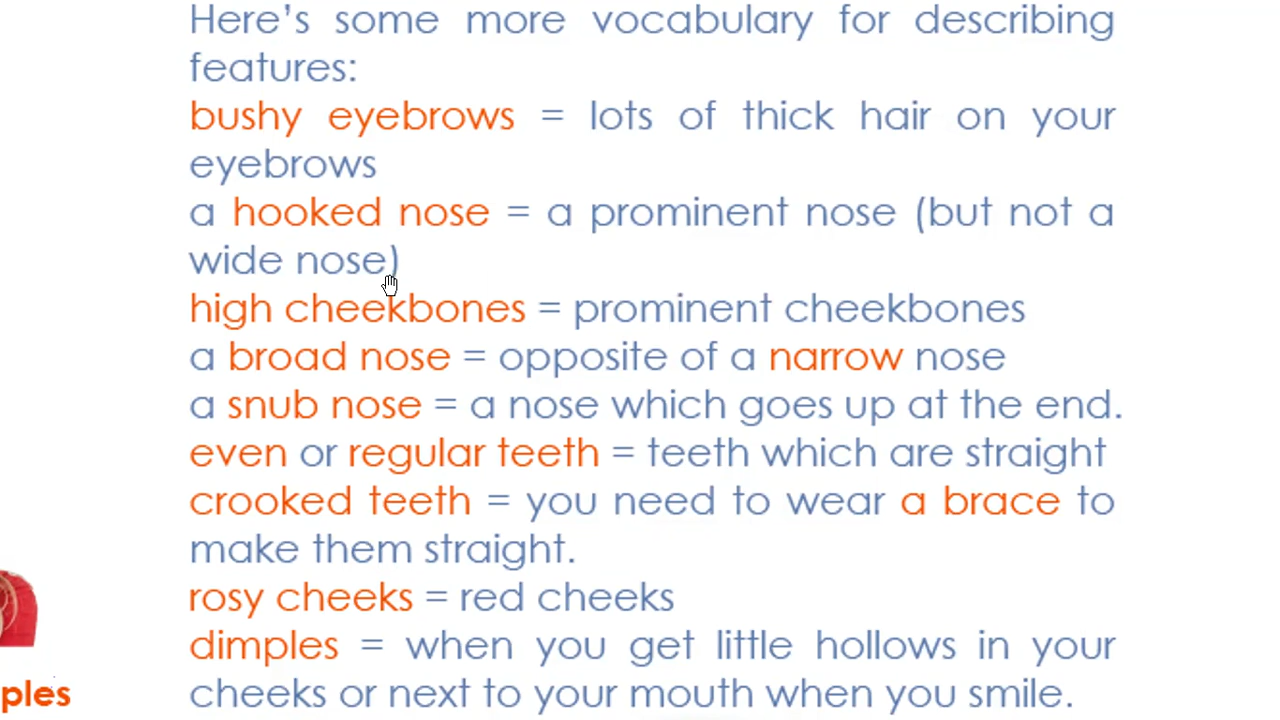 Here's some more vocabulary for describing
features:
bushy eyebrows = lots of thick hair on your
eyebrows
a hooked nose = a prominent nose (but not a
wide nose)
high cheekbones = prominent cheekbones
a broad nose = opposite of a narrow nose
a snub nose = a nose which goes up at the end.
even or regular teeth = teeth which are straight
crooked teeth = you need to wear a brace to
make them straight.
rosy cheeks = red cheeks
dimples = when you get little hollows in your
cheeks or next to your mouth when you smile.
ples